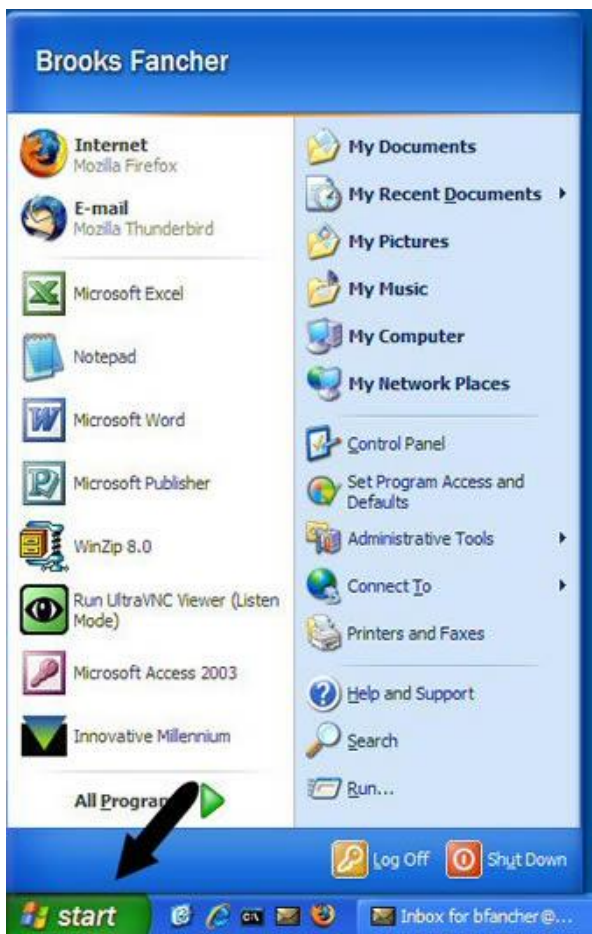 Brooks Fancher
Internet
Mozilla Firefox
E-mail
Mozilla Thunderbird
Microsoft Excel
Notepad
Microsoft Word
Microsoft Publisher
WinZip 8.0
Run UltraVNC Viewer (Listen
Mode)
Microsoft Access 2003
Innovative Millennium
All Program
My Documents
My Recent Documents
My Pictures
My Music
My Computer
My Network Places
Control Panel
Set Program Access and
Defaults
Administrative Tools
Connect To
Printers and Faxes
Help and Support
Search
Run...
Log Off
Shut Down
start
Inbox for bfancher@...